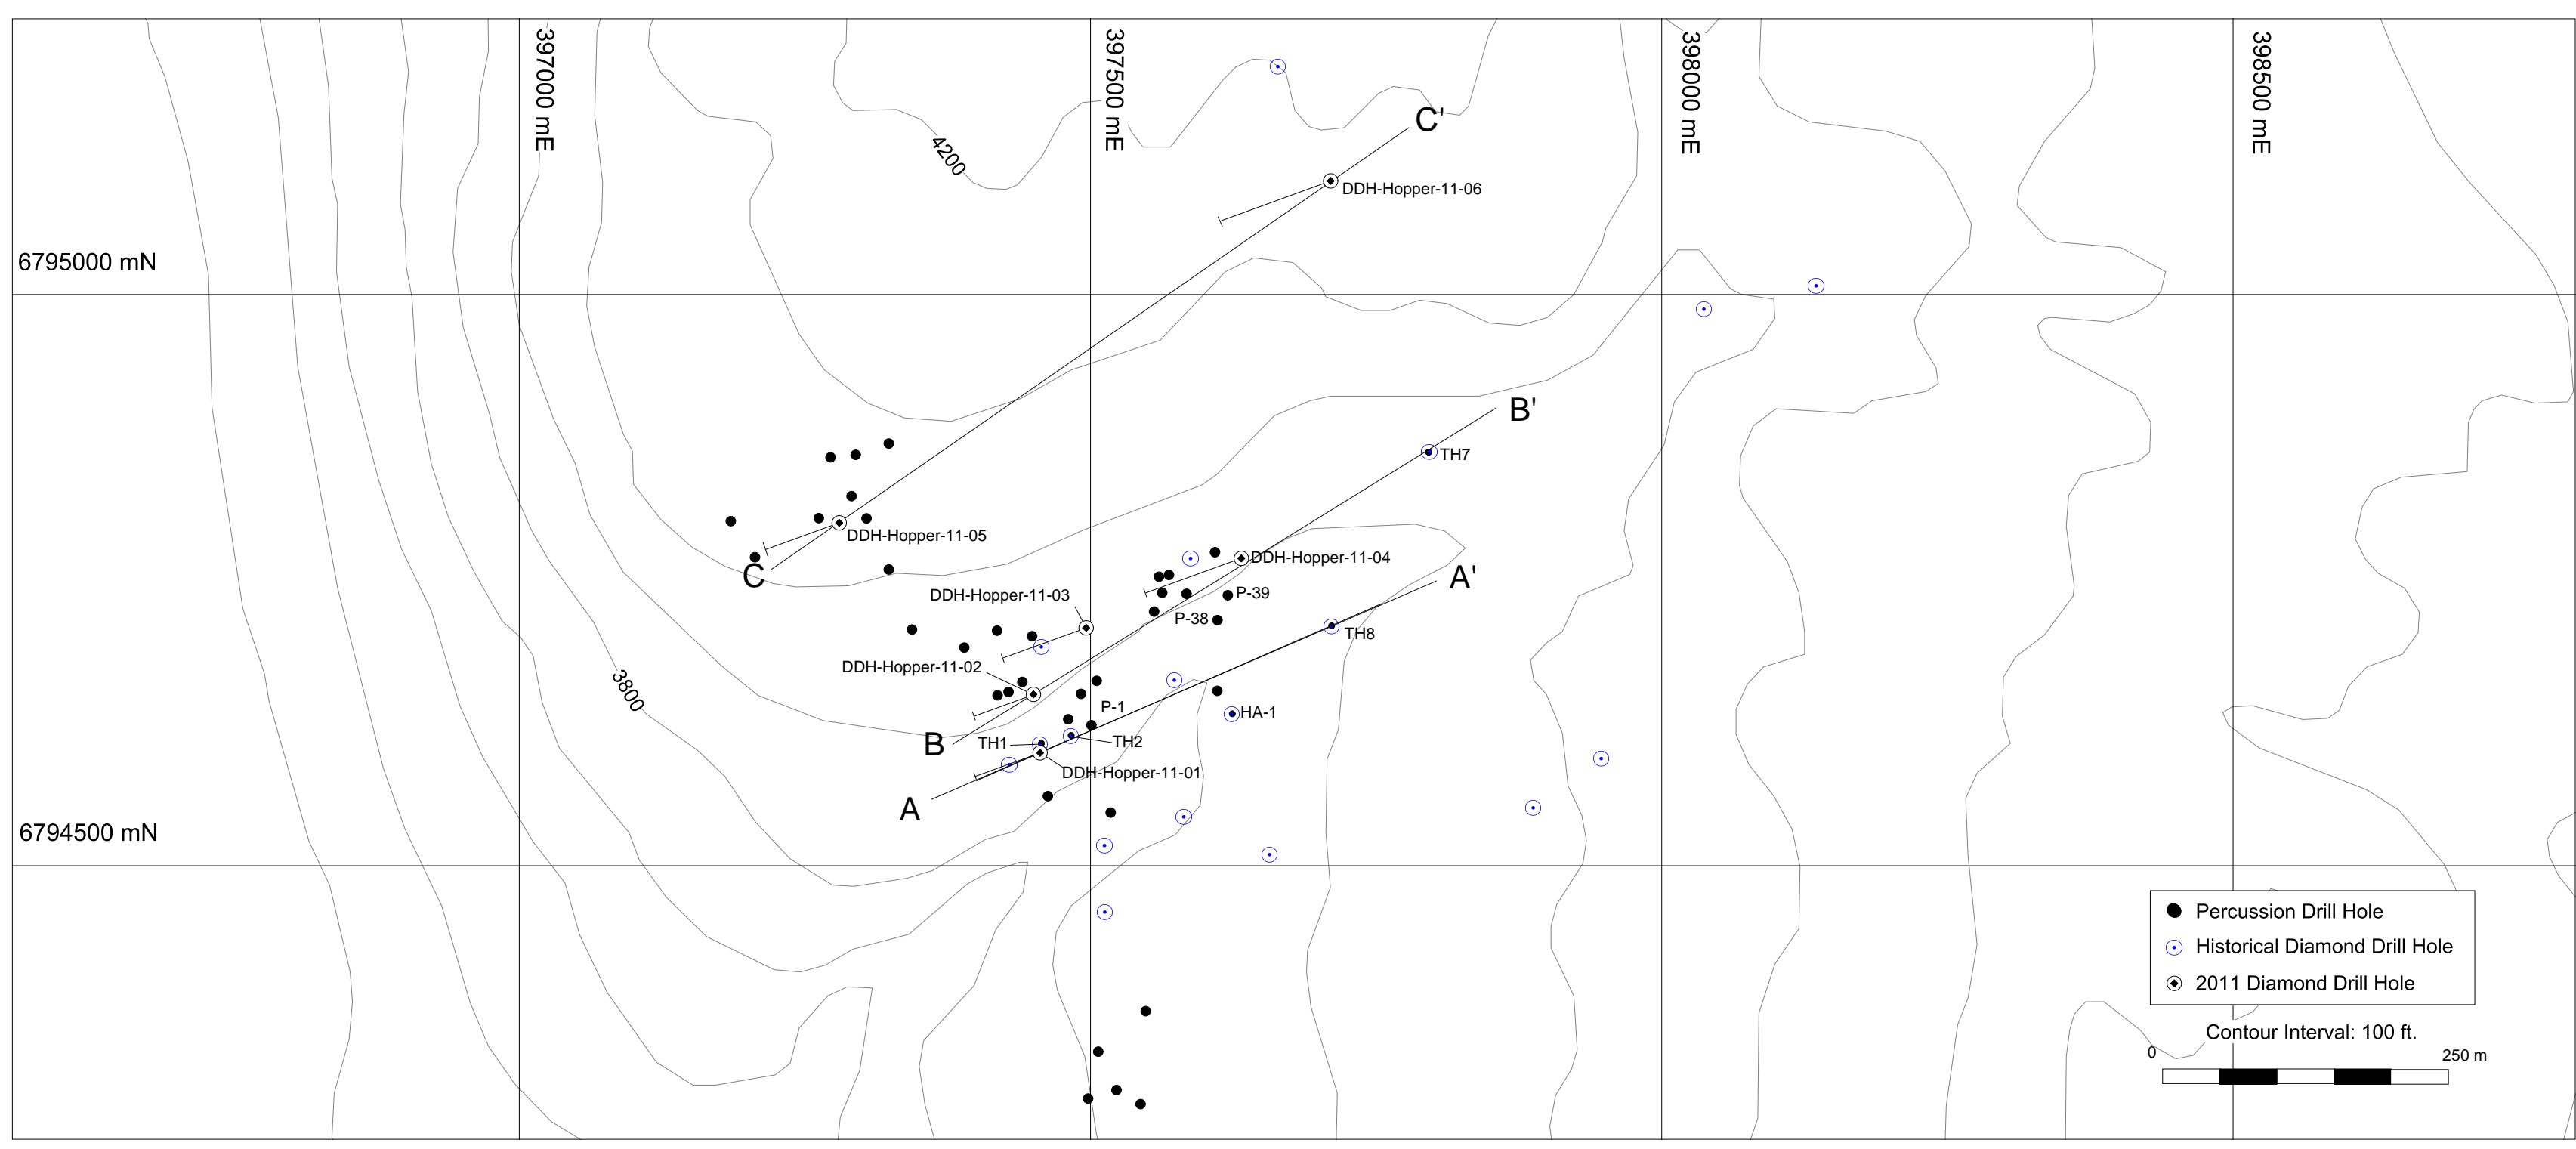 397000 mE
397500 mE
398000 mE
398500 mE
C'
4200
DDH-Hopper-11-06
6795000 mN
B'
TH7
DDH-Hopper-11-05
DDH-Hopper-11-04
C
A'
DDH-Hopper-11-03
P-39
P-38
TH8
DDH-Hopper-11-02
3800
P-1
HA-1
B
TH1
TH2
DDH-Hopper-11-01
A
6794500 mN
Percussion Drill Hole
Historical Diamond Drill Hole
2011 Diamond Drill Hole
Contour Interval: 100 ft.
0
250 m